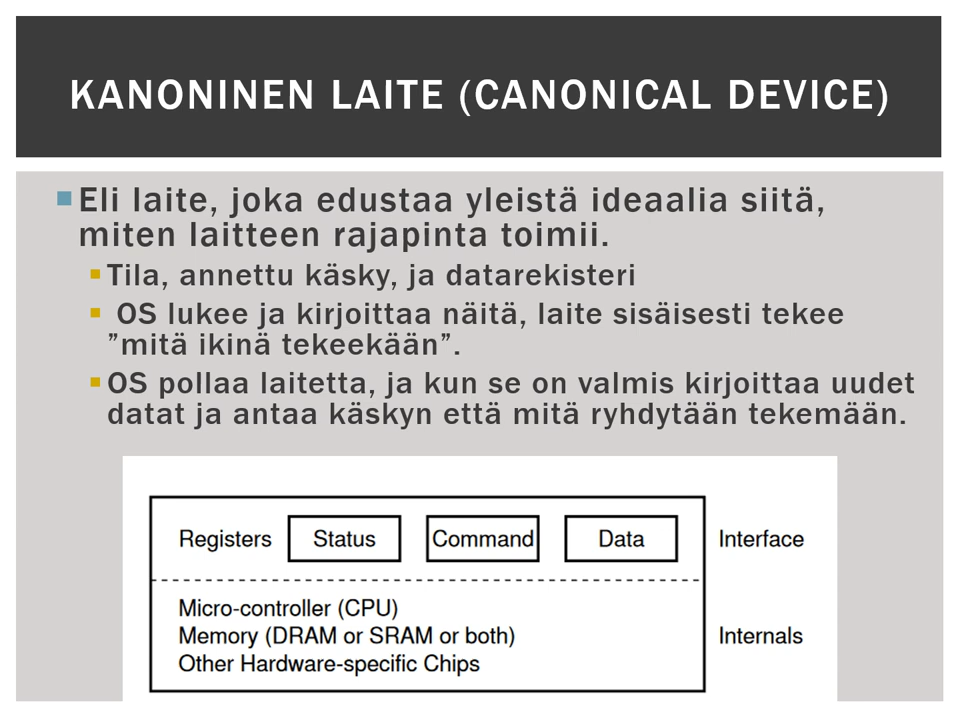 KANONINEN LAITE (CANONICAL DEVICE)
Eli laite, joka edustaa yleistä ideaalia siitä,
miten laitteen rajapinta toimii.
Tila, annettu käsky, ja datarekisteri
OS lukee ja kirjoittaa näitä, laite sisäisesti tekee
”mitä ikinä tekeekään”.
OS pollaa laitetta, ja kun se on valmis kirjoittaa uudet
datat ja antaa käskyn että mitä ryhdytään tekemään.
Registers Status Command Data Interface
Micro-controller (CPU)
Memory (DRAM or SRAM or both) Internals
Other Hardware-specific Chips